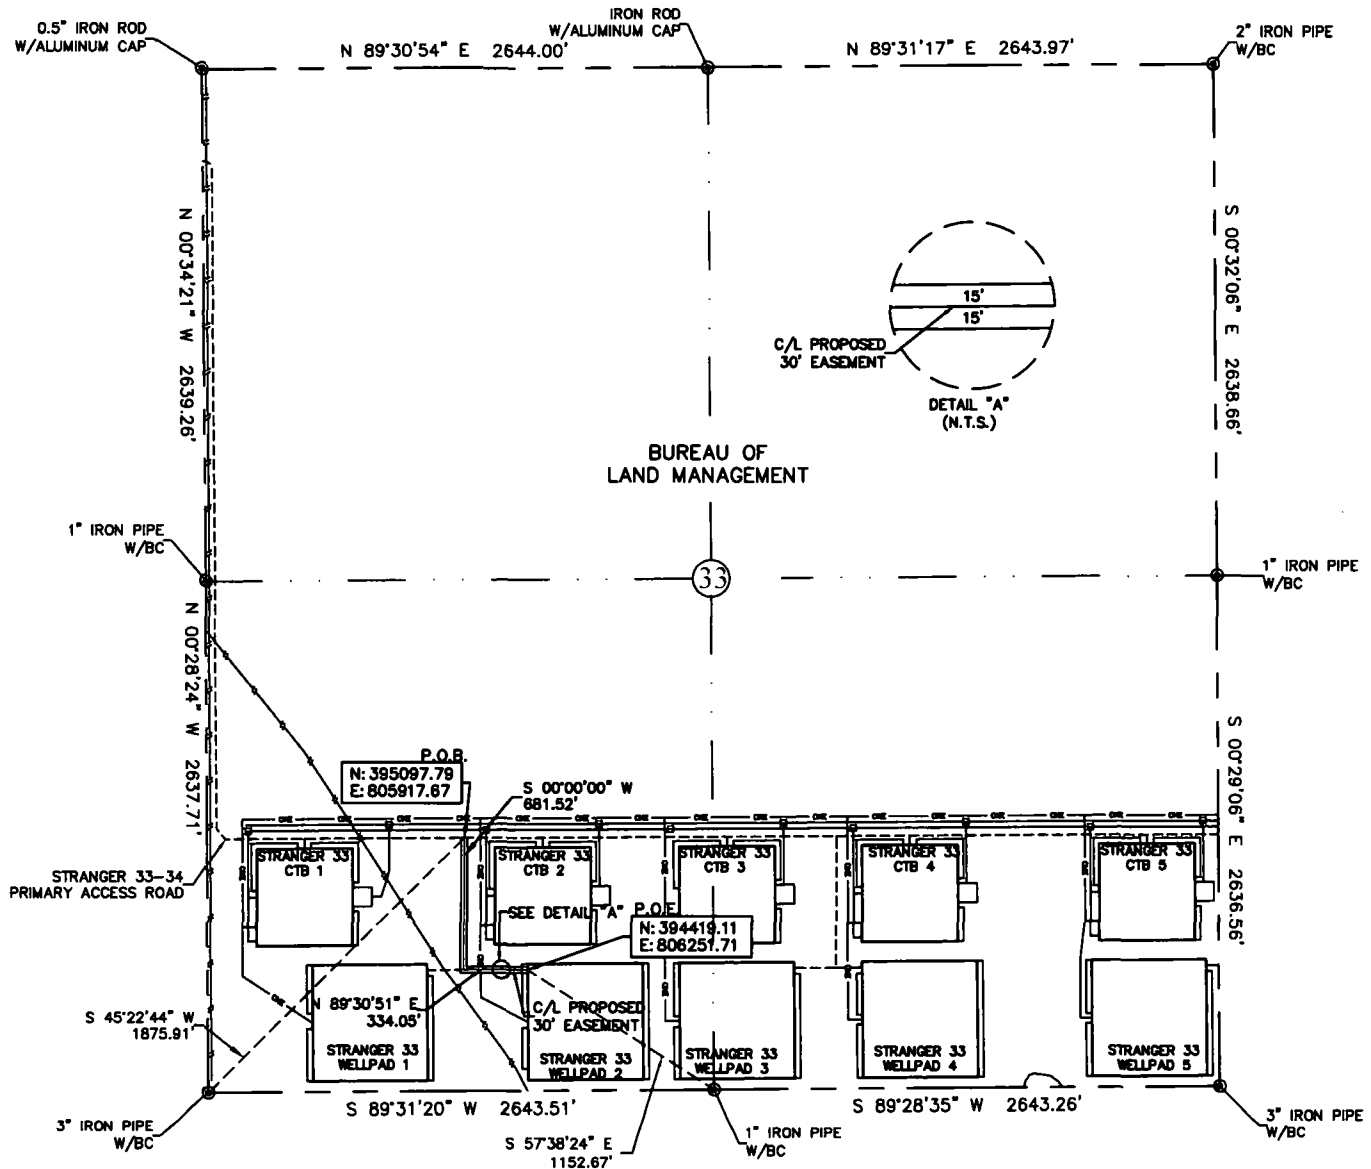 0.5" IRON ROD
W/ALUMINUM CAP
N 89°30'54" E 2644.00'
IRON ROD
W/ALUMINUM CAP
N 89°31'17" E 2643.97'
2" IRON PIPE
W/BC
N 00°34'21" W 2639.26'
S 00°32'06" E 2638.66'
15'
15'
C/L PROPOSED
30' EASEMENT
DETAIL "A"
(N.T.S.)
BUREAU OF
LAND MANAGEMENT
1" IRON PIPE
W/BC
33
1" IRON PIPE
W/BC
N 00°28'24" W 2637.71'
S 00°29'06" E 2636.56'
P.O.B.
N: 395097.79
E: 805917.67
S 00°00'00" W
681.52'
STRANGER 33-34
PRIMARY ACCESS ROAD
STRANGER 33
CTB 1
STRANGER 33
CTB 2
STRANGER 33
CTB 3
STRANGER 33
CTB 4
STRANGER 33
CTB 5
SEE DETAIL "A"
P.O.E.
N: 394419.11
E: 806251.71
N 89°30'51" E
334.05'
C/L PROPOSED
30' EASEMENT
S 45°22'44" W
1875.91'
STRANGER 33
WELLPAD 1
STRANGER 33
WELLPAD 2
STRANGER 33
WELLPAD 3
STRANGER 33
WELLPAD 4
STRANGER 33
WELLPAD 5
S 89°31'20" W 2643.51'
S 89°28'35" W 2643.26'
3" IRON PIPE
W/BC
S 57°38'24" E
1152.67'
1" IRON PIPE
W/BC
3" IRON PIPE
W/BC